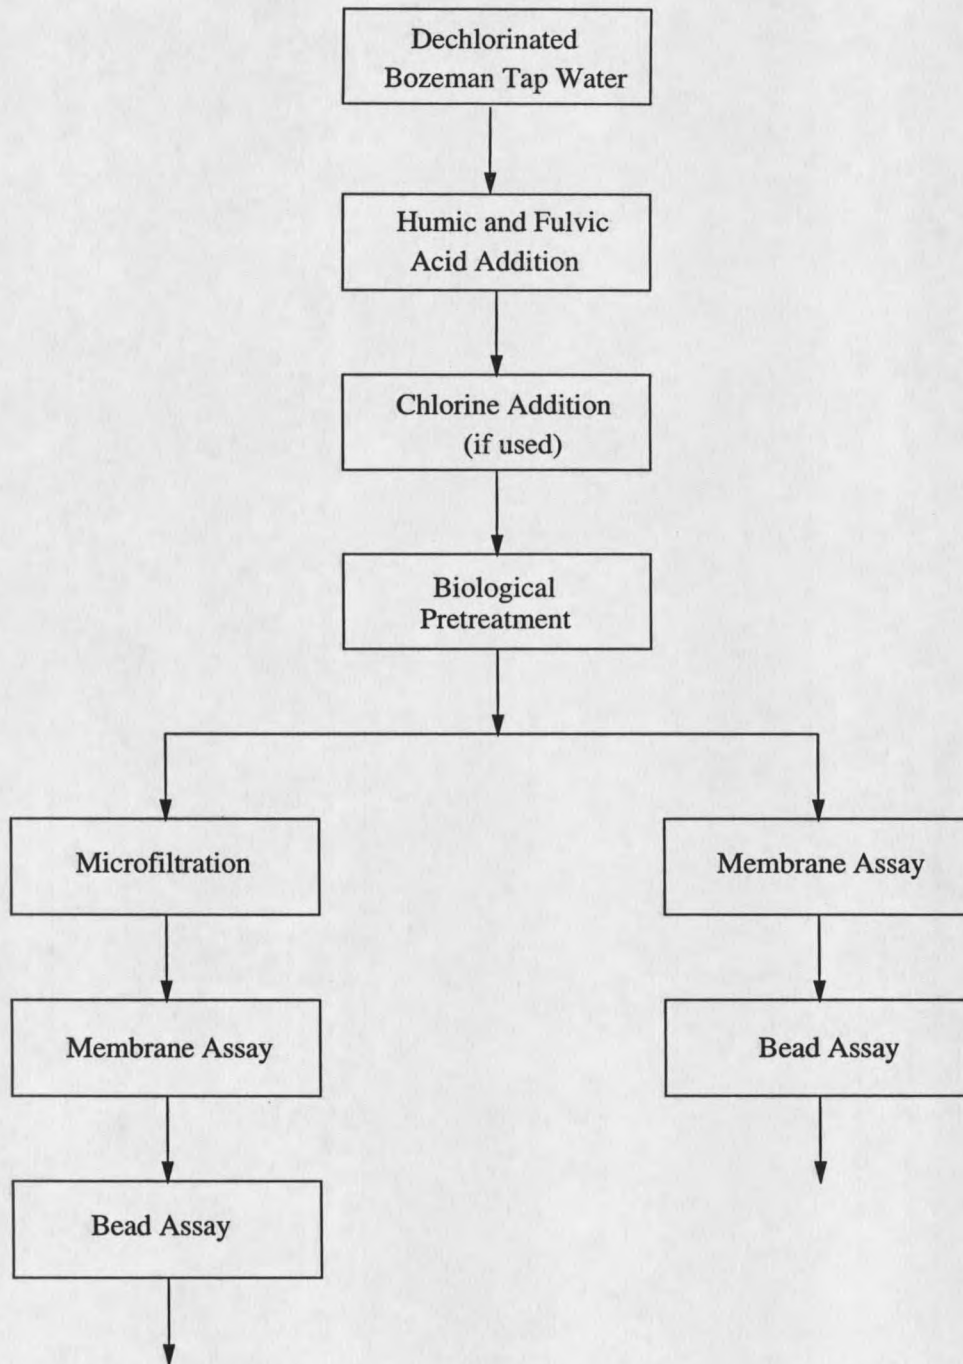 Dechlorinated
Bozeman Tap Water
Humic and Fulvic
Acid Addition
Chlorine Addition
(if used)
Biological
Pretreatment
Microfiltration
Membrane Assay
Membrane Assay
Bead Assay
Bead Assay